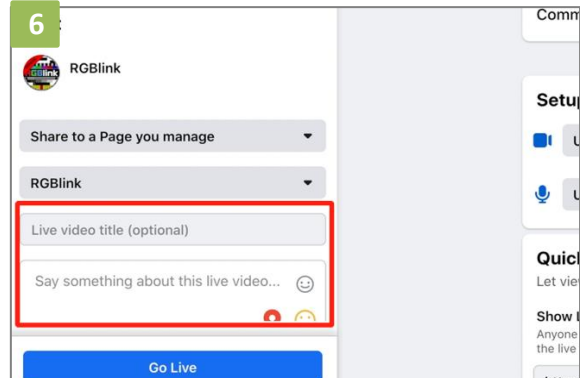 6
RGBlink
Share to a Page you manage
RGBlink
Live video title (optional)
Say something about this live video...
Go Live
Comm
Setu
Quic
Let vie
Show
Anyone
the live